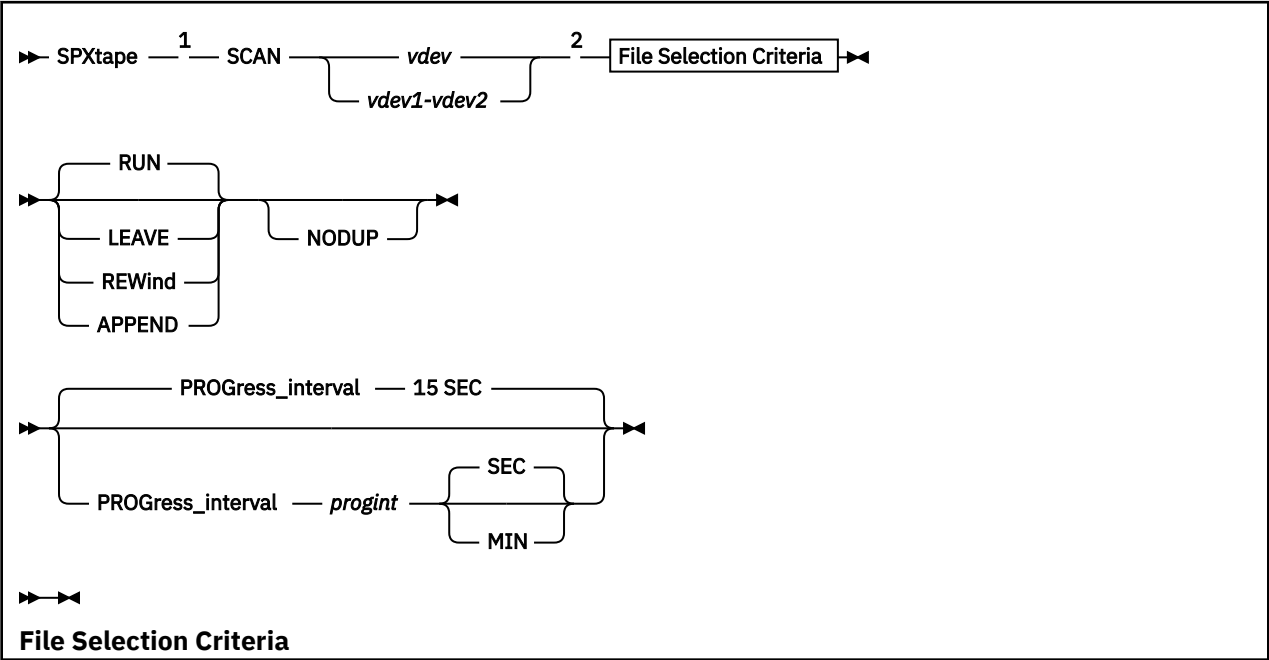 1 2
SPXtape SCAN vdev File Selection Criteria
vdev1-vdev2
RUN
LEAVE NODUP
REWind
APPEND
PROGress_interval 15 SEC
SEC
PROGress_interval progint
MIN
File Selection Criteria